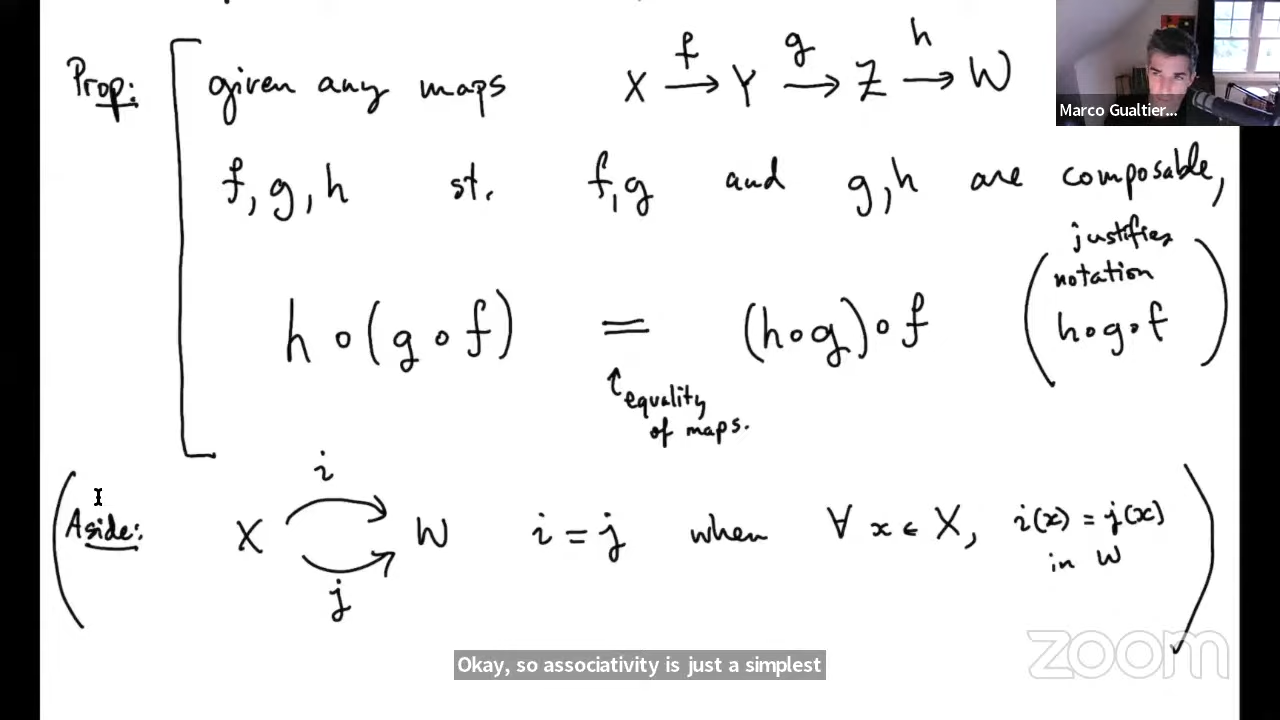 Prop: given any maps X →f Y →g Z →h W
f, g, h st. f,g and g,h are composable,
h∘(g∘f) = (h∘g)∘f
↑ equality
of maps.
(justifies
notation
h∘g∘f)
(Aside: X i j W i = j when ∀ x ∈ X, i(x) = j(x)
in W)
Marco Gualtier...
Okay, so associativity is just a simplest
zoom